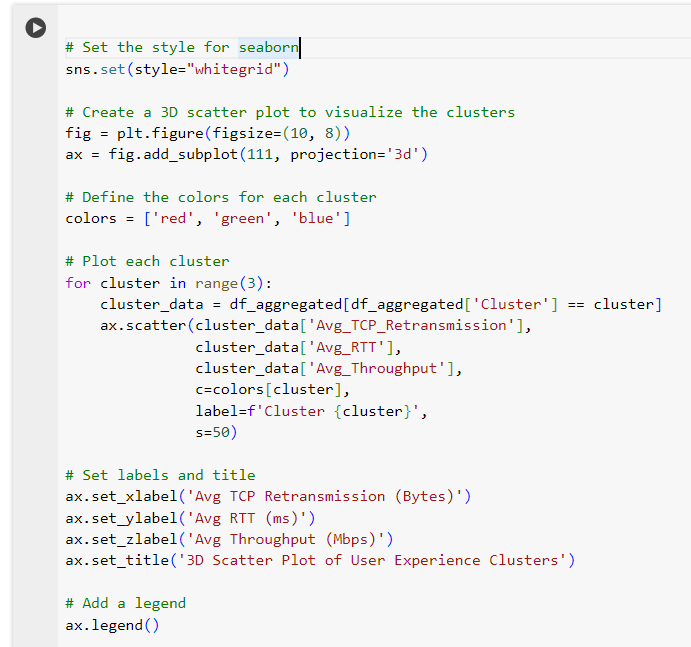 # Set the style for seaborn
sns.set(style="whitegrid")

# Create a 3D scatter plot to visualize the clusters
fig = plt.figure(figsize=(10, 8))
ax = fig.add_subplot(111, projection='3d')

# Define the colors for each cluster
colors = ['red', 'green', 'blue']

# Plot each cluster
for cluster in range(3):
    cluster_data = df_aggregated[df_aggregated['Cluster'] == cluster]
    ax.scatter(cluster_data['Avg_TCP_Retransmission'],
               cluster_data['Avg_RTT'],
               cluster_data['Avg_Throughput'],
               c=colors[cluster],
               label=f'Cluster {cluster}',
               s=50)

# Set labels and title
ax.set_xlabel('Avg TCP Retransmission (Bytes)')
ax.set_ylabel('Avg RTT (ms)')
ax.set_zlabel('Avg Throughput (Mbps)')
ax.set_title('3D Scatter Plot of User Experience Clusters')

# Add a legend
ax.legend()